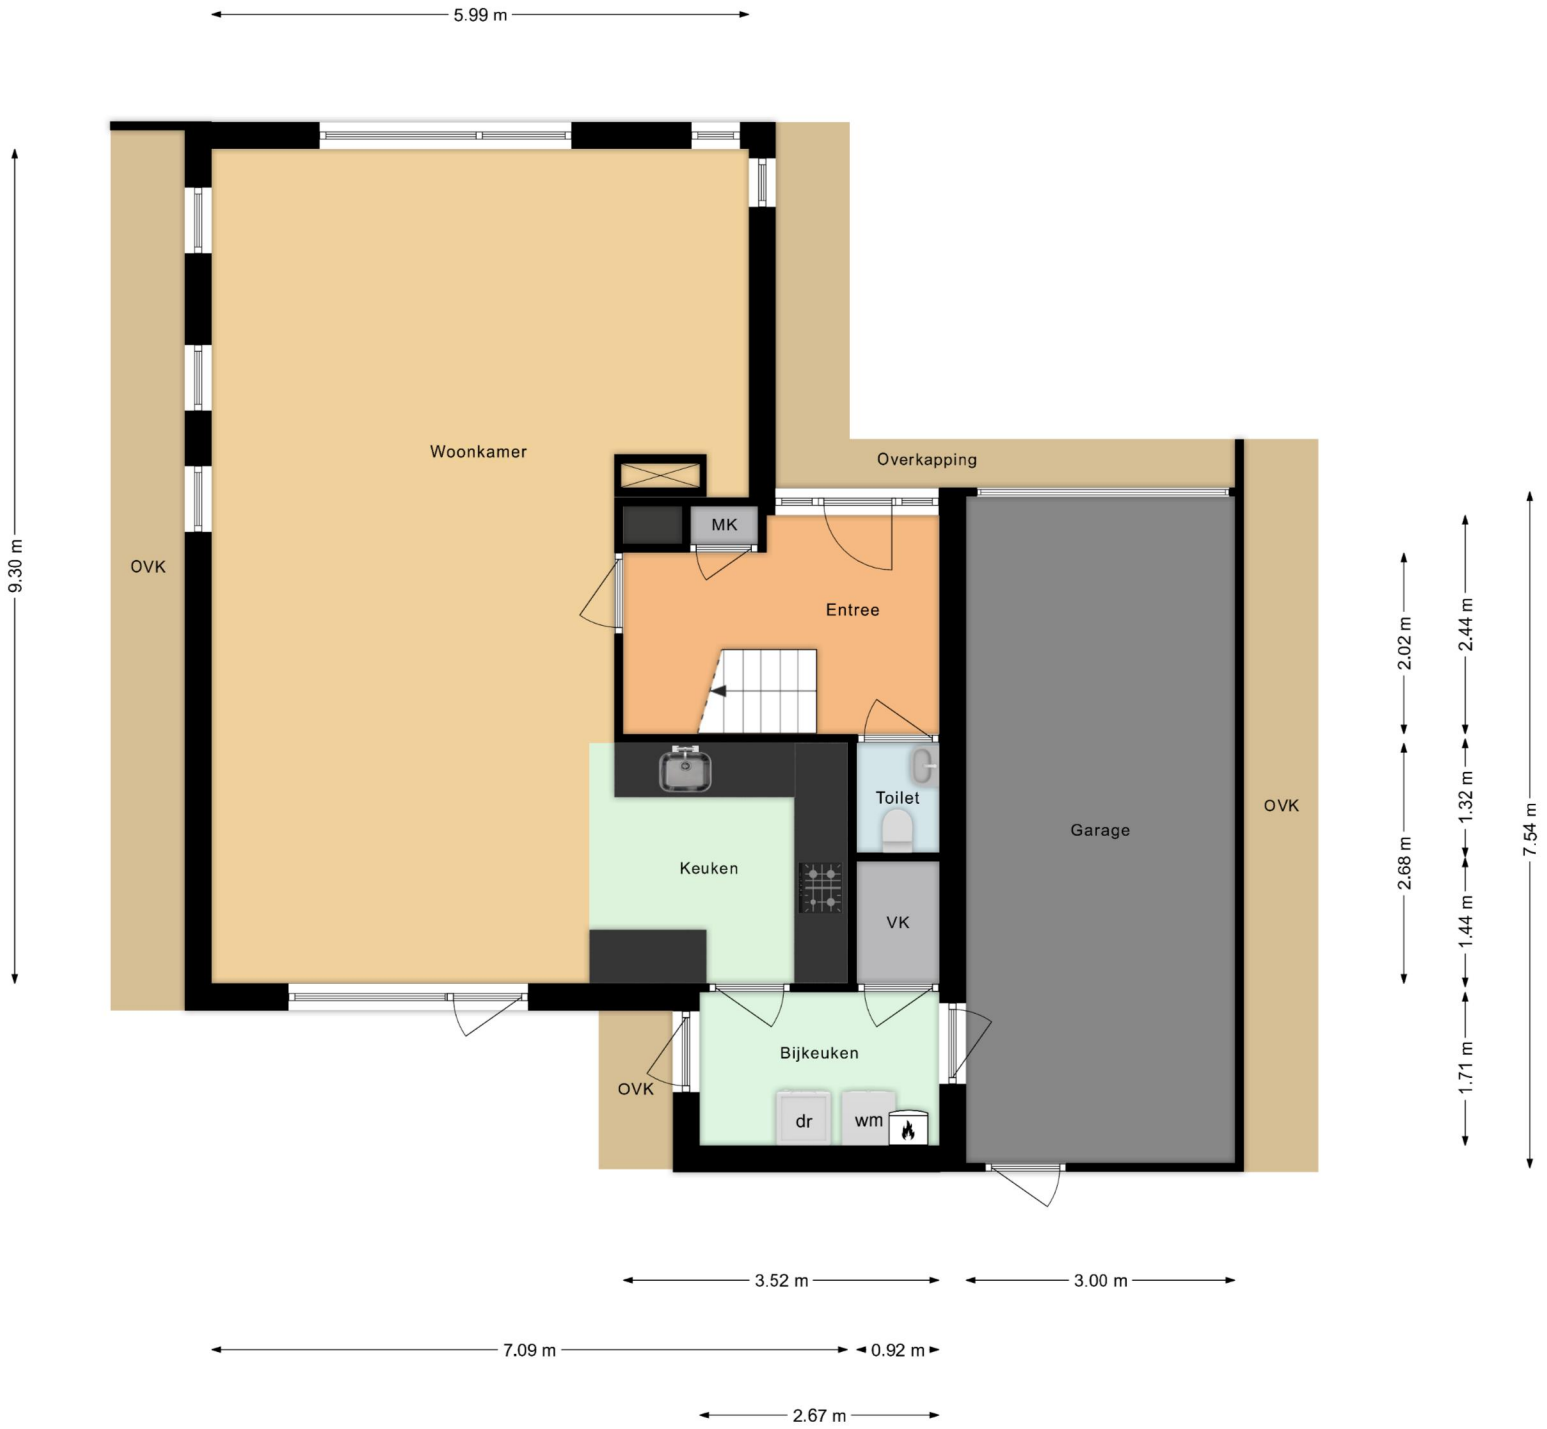 5.99 m
Woonkamer
Overkapping
MK
9.30 m
OVK
Entree
2.02 m
2.44 m
Toilet
OVK
Garage
1.32 m
7.54 m
Keuken
2.68 m
VK
1.44 m
Bijkeuken
OVK
1.71 m
dr
wm
3.52 m
3.00 m
7.09 m
0.92 m
2.67 m